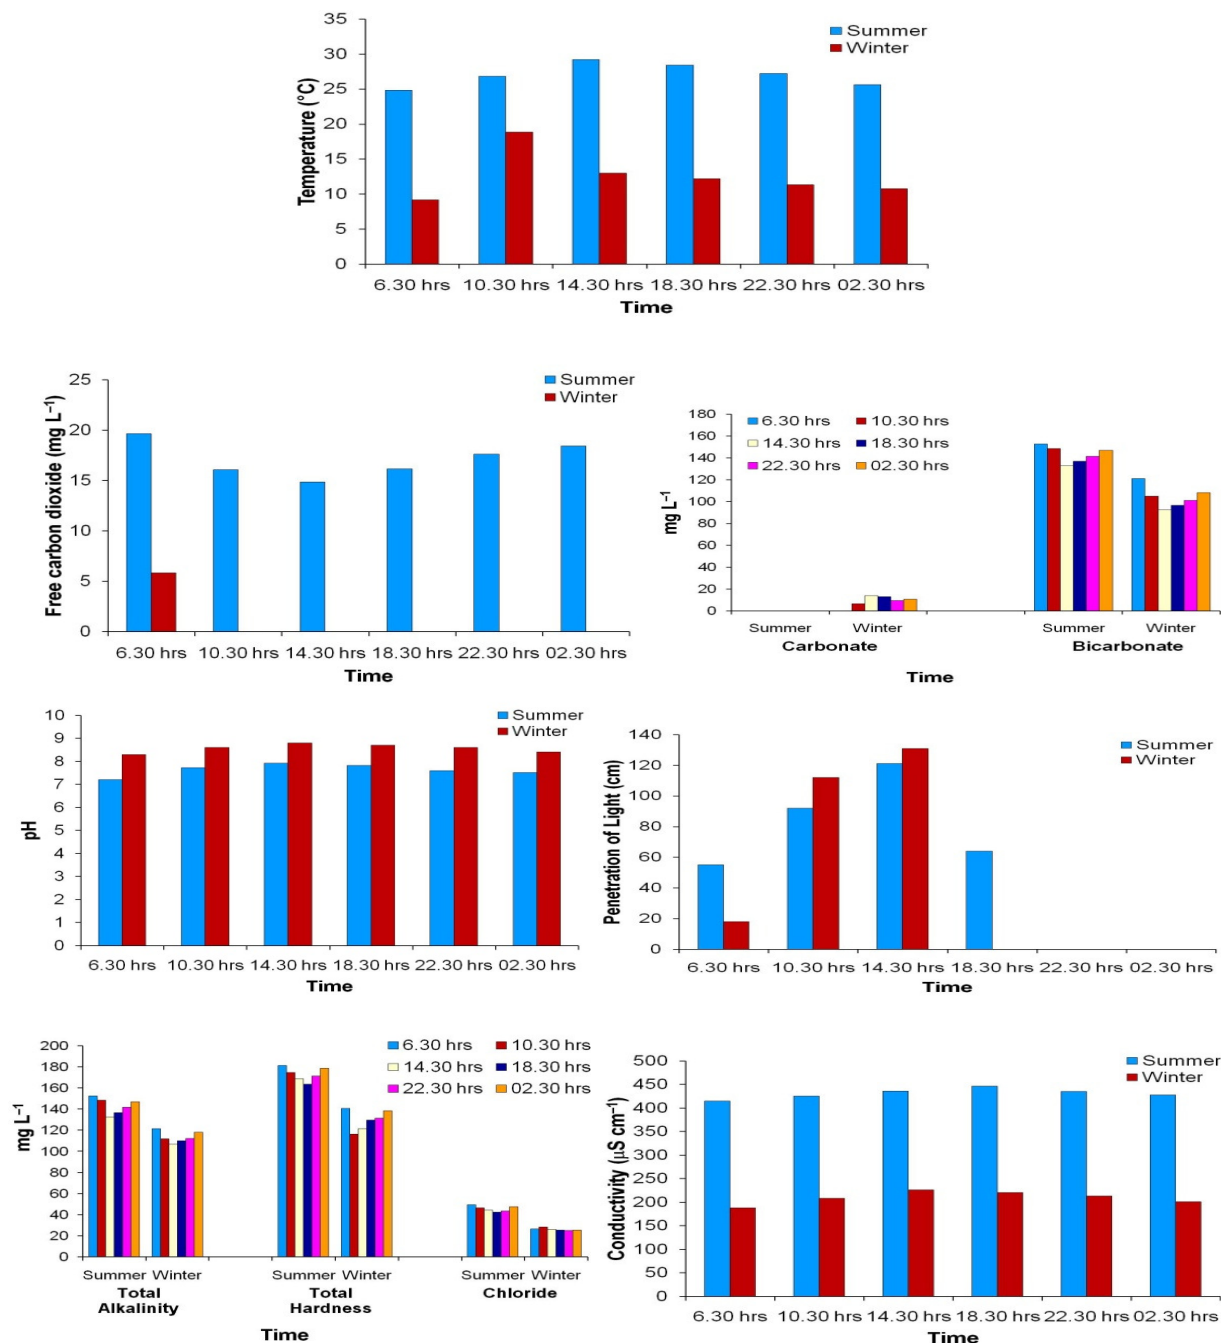 35
30
25
20
15
10
5
0
Temperature (°C)
Summer
Winter
6.30 hrs 10.30 hrs 14.30 hrs 18.30 hrs 22.30 hrs 02.30 hrs
Time
25
20
15
10
5
0
Free carbon dioxide (mg L⁻¹)
Summer
Winter
6.30 hrs 10.30 hrs 14.30 hrs 18.30 hrs 22.30 hrs 02.30 hrs
Time
180
160
140
120
100
80
60
40
20
0
mg L⁻¹
6.30 hrs 10.30 hrs
14.30 hrs 18.30 hrs
22.30 hrs 02.30 hrs
Summer Winter Summer Winter
Carbonate Bicarbonate
Time
10
9
8
7
6
5
4
3
2
1
0
pH
Summer
Winter
6.30 hrs 10.30 hrs 14.30 hrs 18.30 hrs 22.30 hrs 02.30 hrs
Time
140
120
100
80
60
40
20
0
Penetration of Light (cm)
Summer
Winter
6.30 hrs 10.30 hrs 14.30 hrs 18.30 hrs 22.30 hrs 02.30 hrs
Time
200
180
160
140
120
100
80
60
40
20
0
mg L⁻¹
6.30 hrs 10.30 hrs
14.30 hrs 18.30 hrs
22.30 hrs 02.30 hrs
Summer Winter Summer Winter Summer Winter
Total Total Chloride
Alkalinity Hardness
Time
500
450
400
350
300
250
200
150
100
50
0
Conductivity (µS cm⁻¹)
Summer
Winter
6.30 hrs 10.30 hrs 14.30 hrs 18.30 hrs 22.30 hrs 02.30 hrs
Time